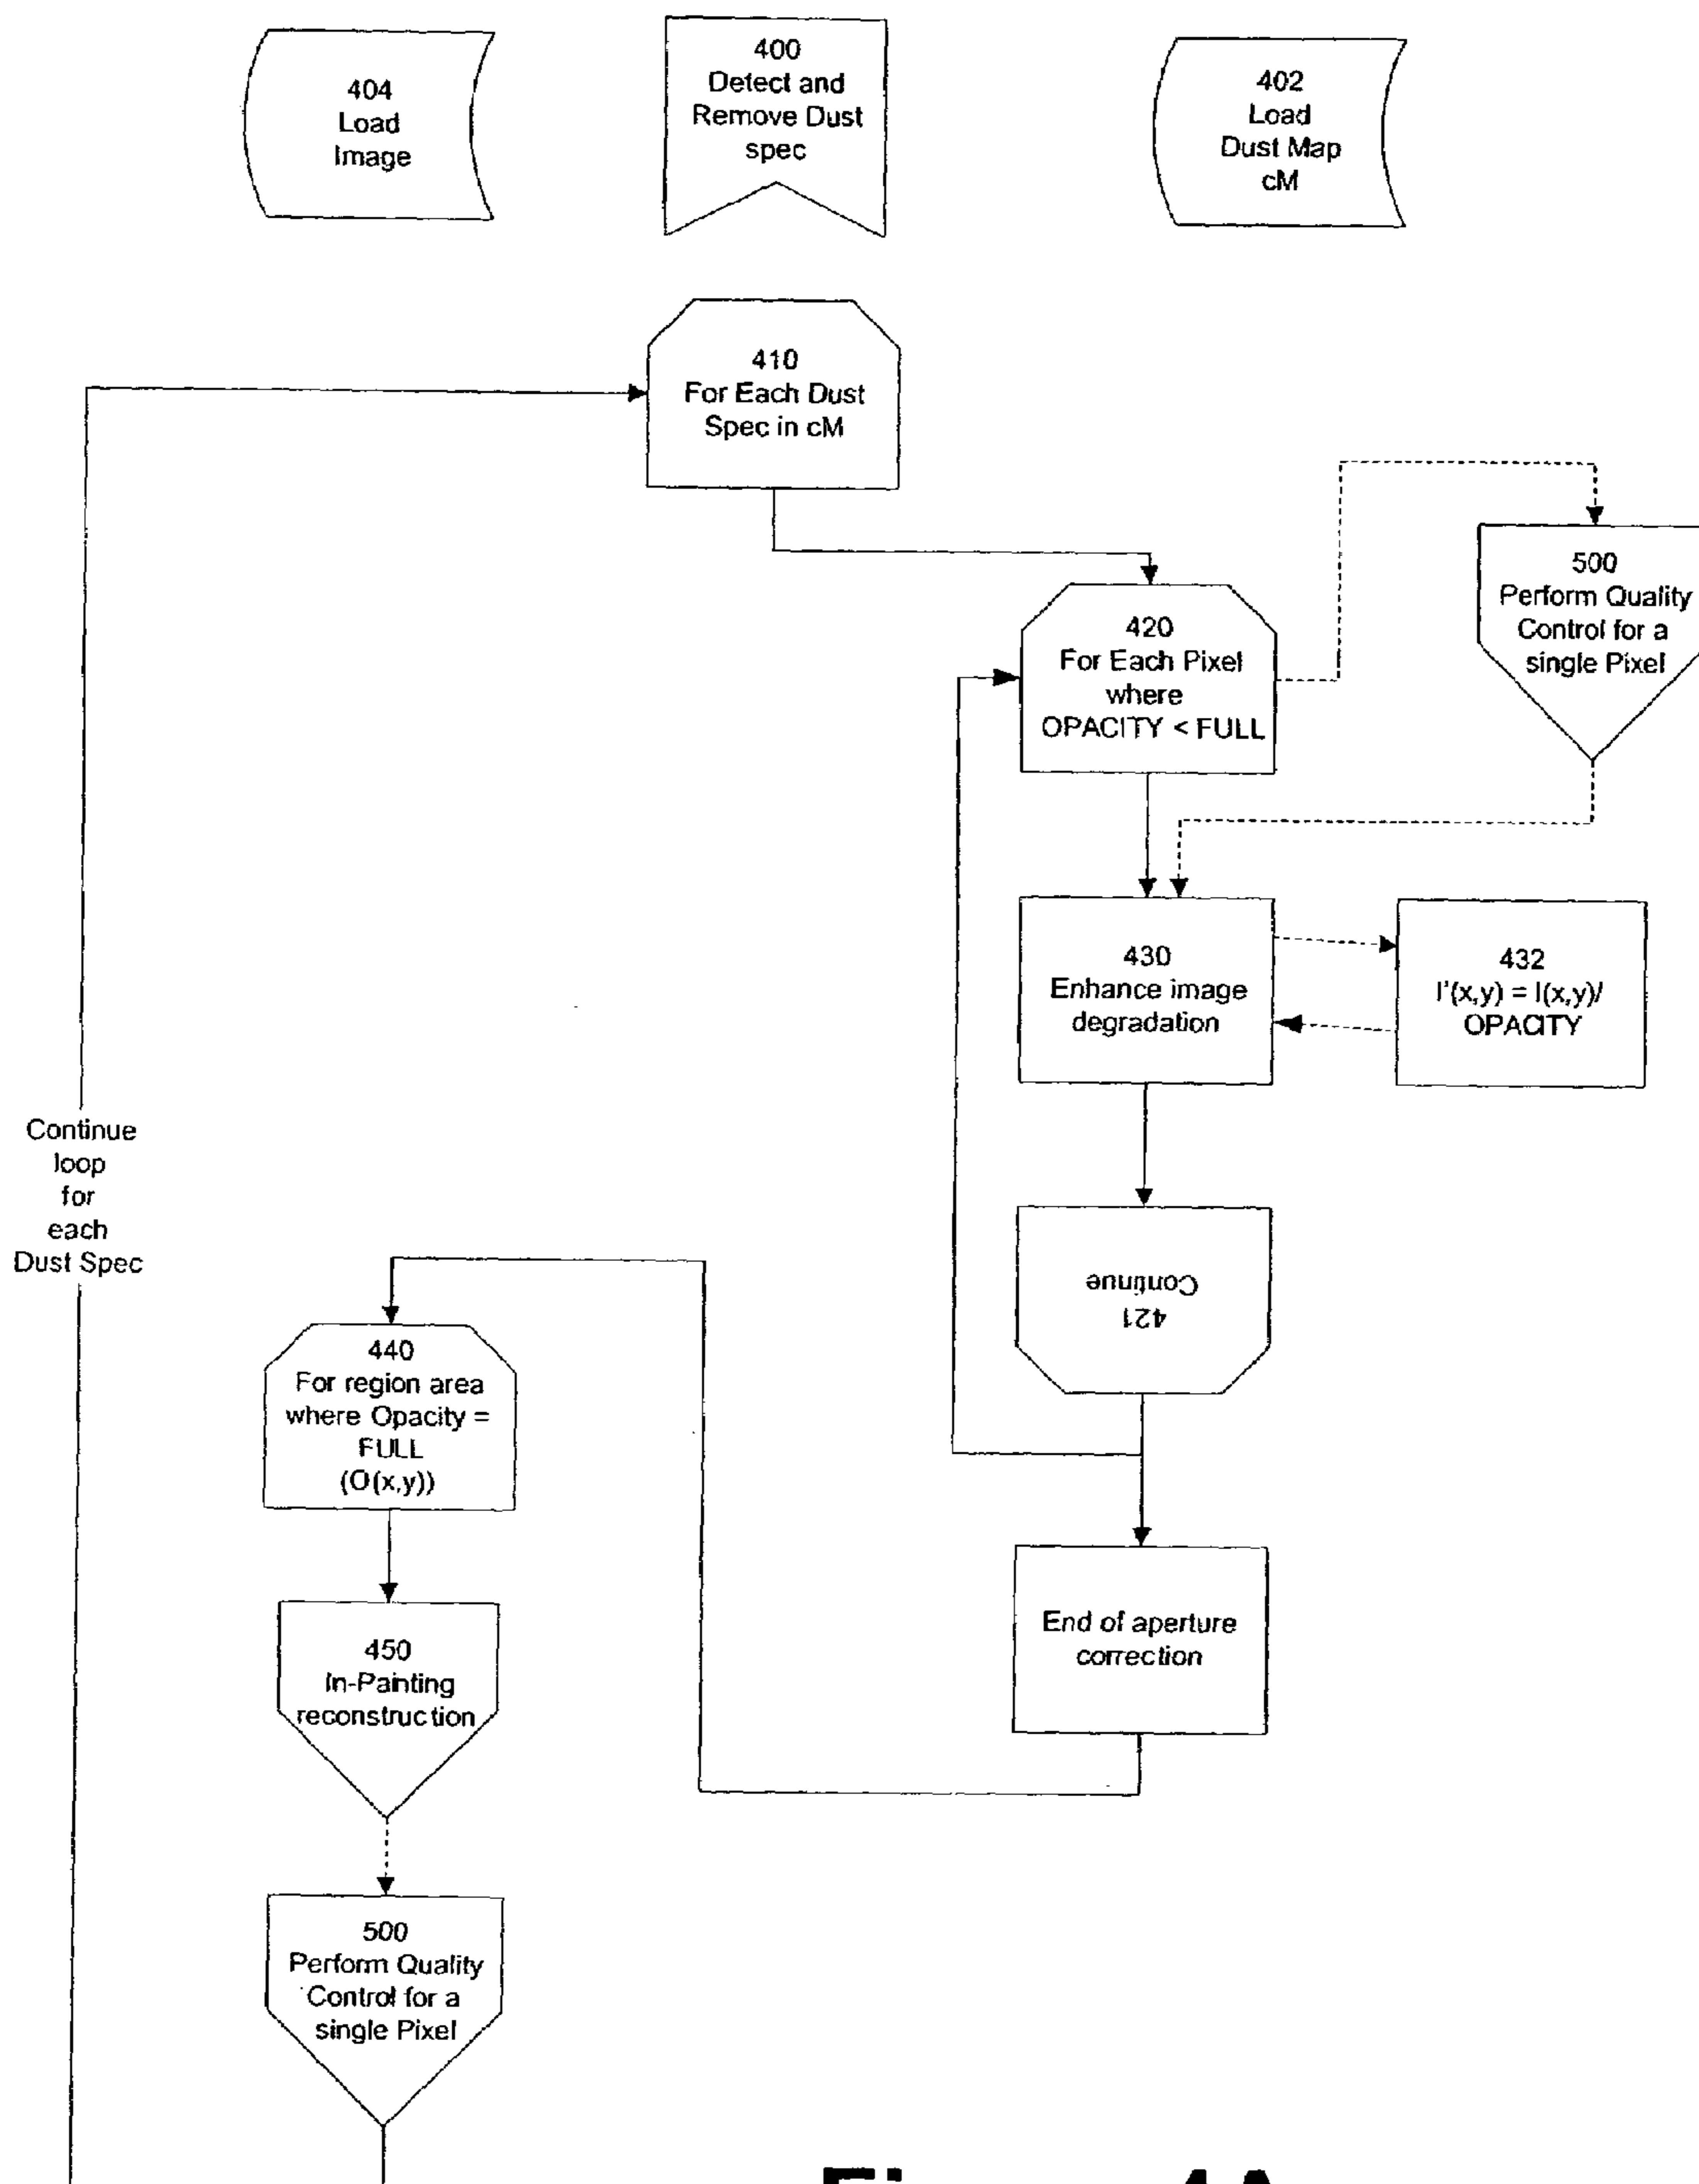 404
Load
Image
400
Detect and
Remove Dust
spec
402
Load
Dust Map
cM
410
For Each Dust
Spec in cM
500
Perform Quality
Control for a
single Pixel
420
For Each Pixel
where
OPACITY < FULL
430
Enhance image
degradation
432
I'(x,y) = I(x,y)/
OPACITY
Continue
loop
for
each
Dust Spec
421
Continue
440
For region area
where Opacity =
FULL
(O(x,y))
End of aperture
correction
450
In-Painting
reconstruction
500
Perform Quality
Control for a
single Pixel